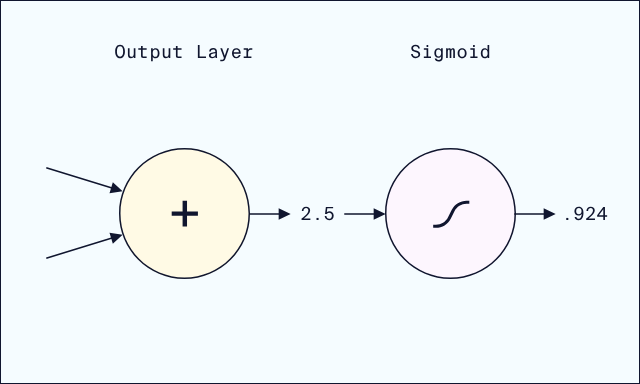 Output Layer
Sigmoid
+
2.5
.924